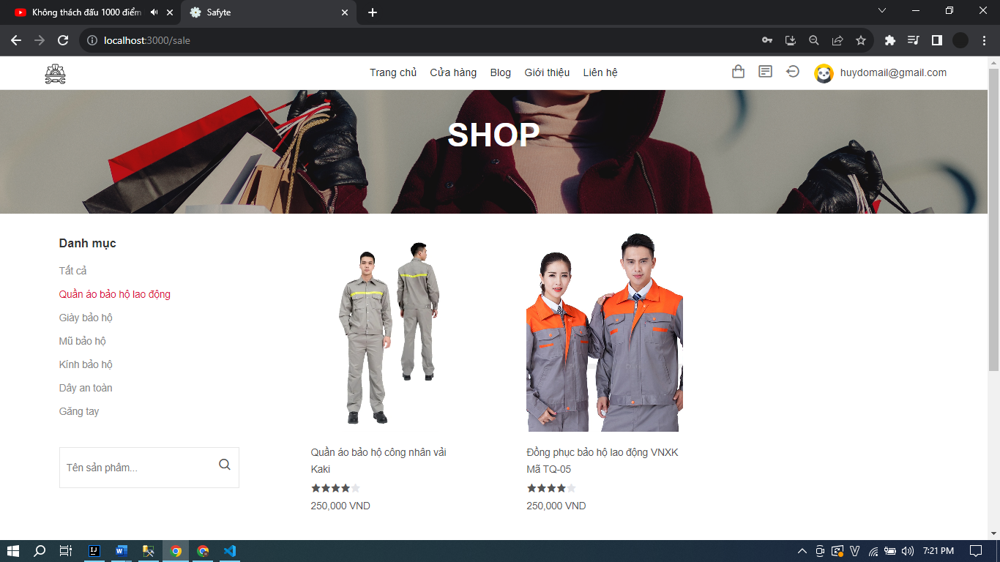 Không thách đấu 1000 điểm
Safyte
localhost:3000/sale
Trang chủ
Cửa hàng
Blog
Giới thiệu
Liên hệ
huydomail@gmail.com
SHOP
Danh mục
Tất cả
Quần áo bảo hộ lao động
Giày bảo hộ
Mũ bảo hộ
Kính bảo hộ
Dây an toàn
Găng tay
Tên sản phẩm...
Quần áo bảo hộ công nhân vải
Kaki
250,000 VND
Đồng phục bảo hộ lao động VNXK
Mã TQ-05
250,000 VND
7:21 PM